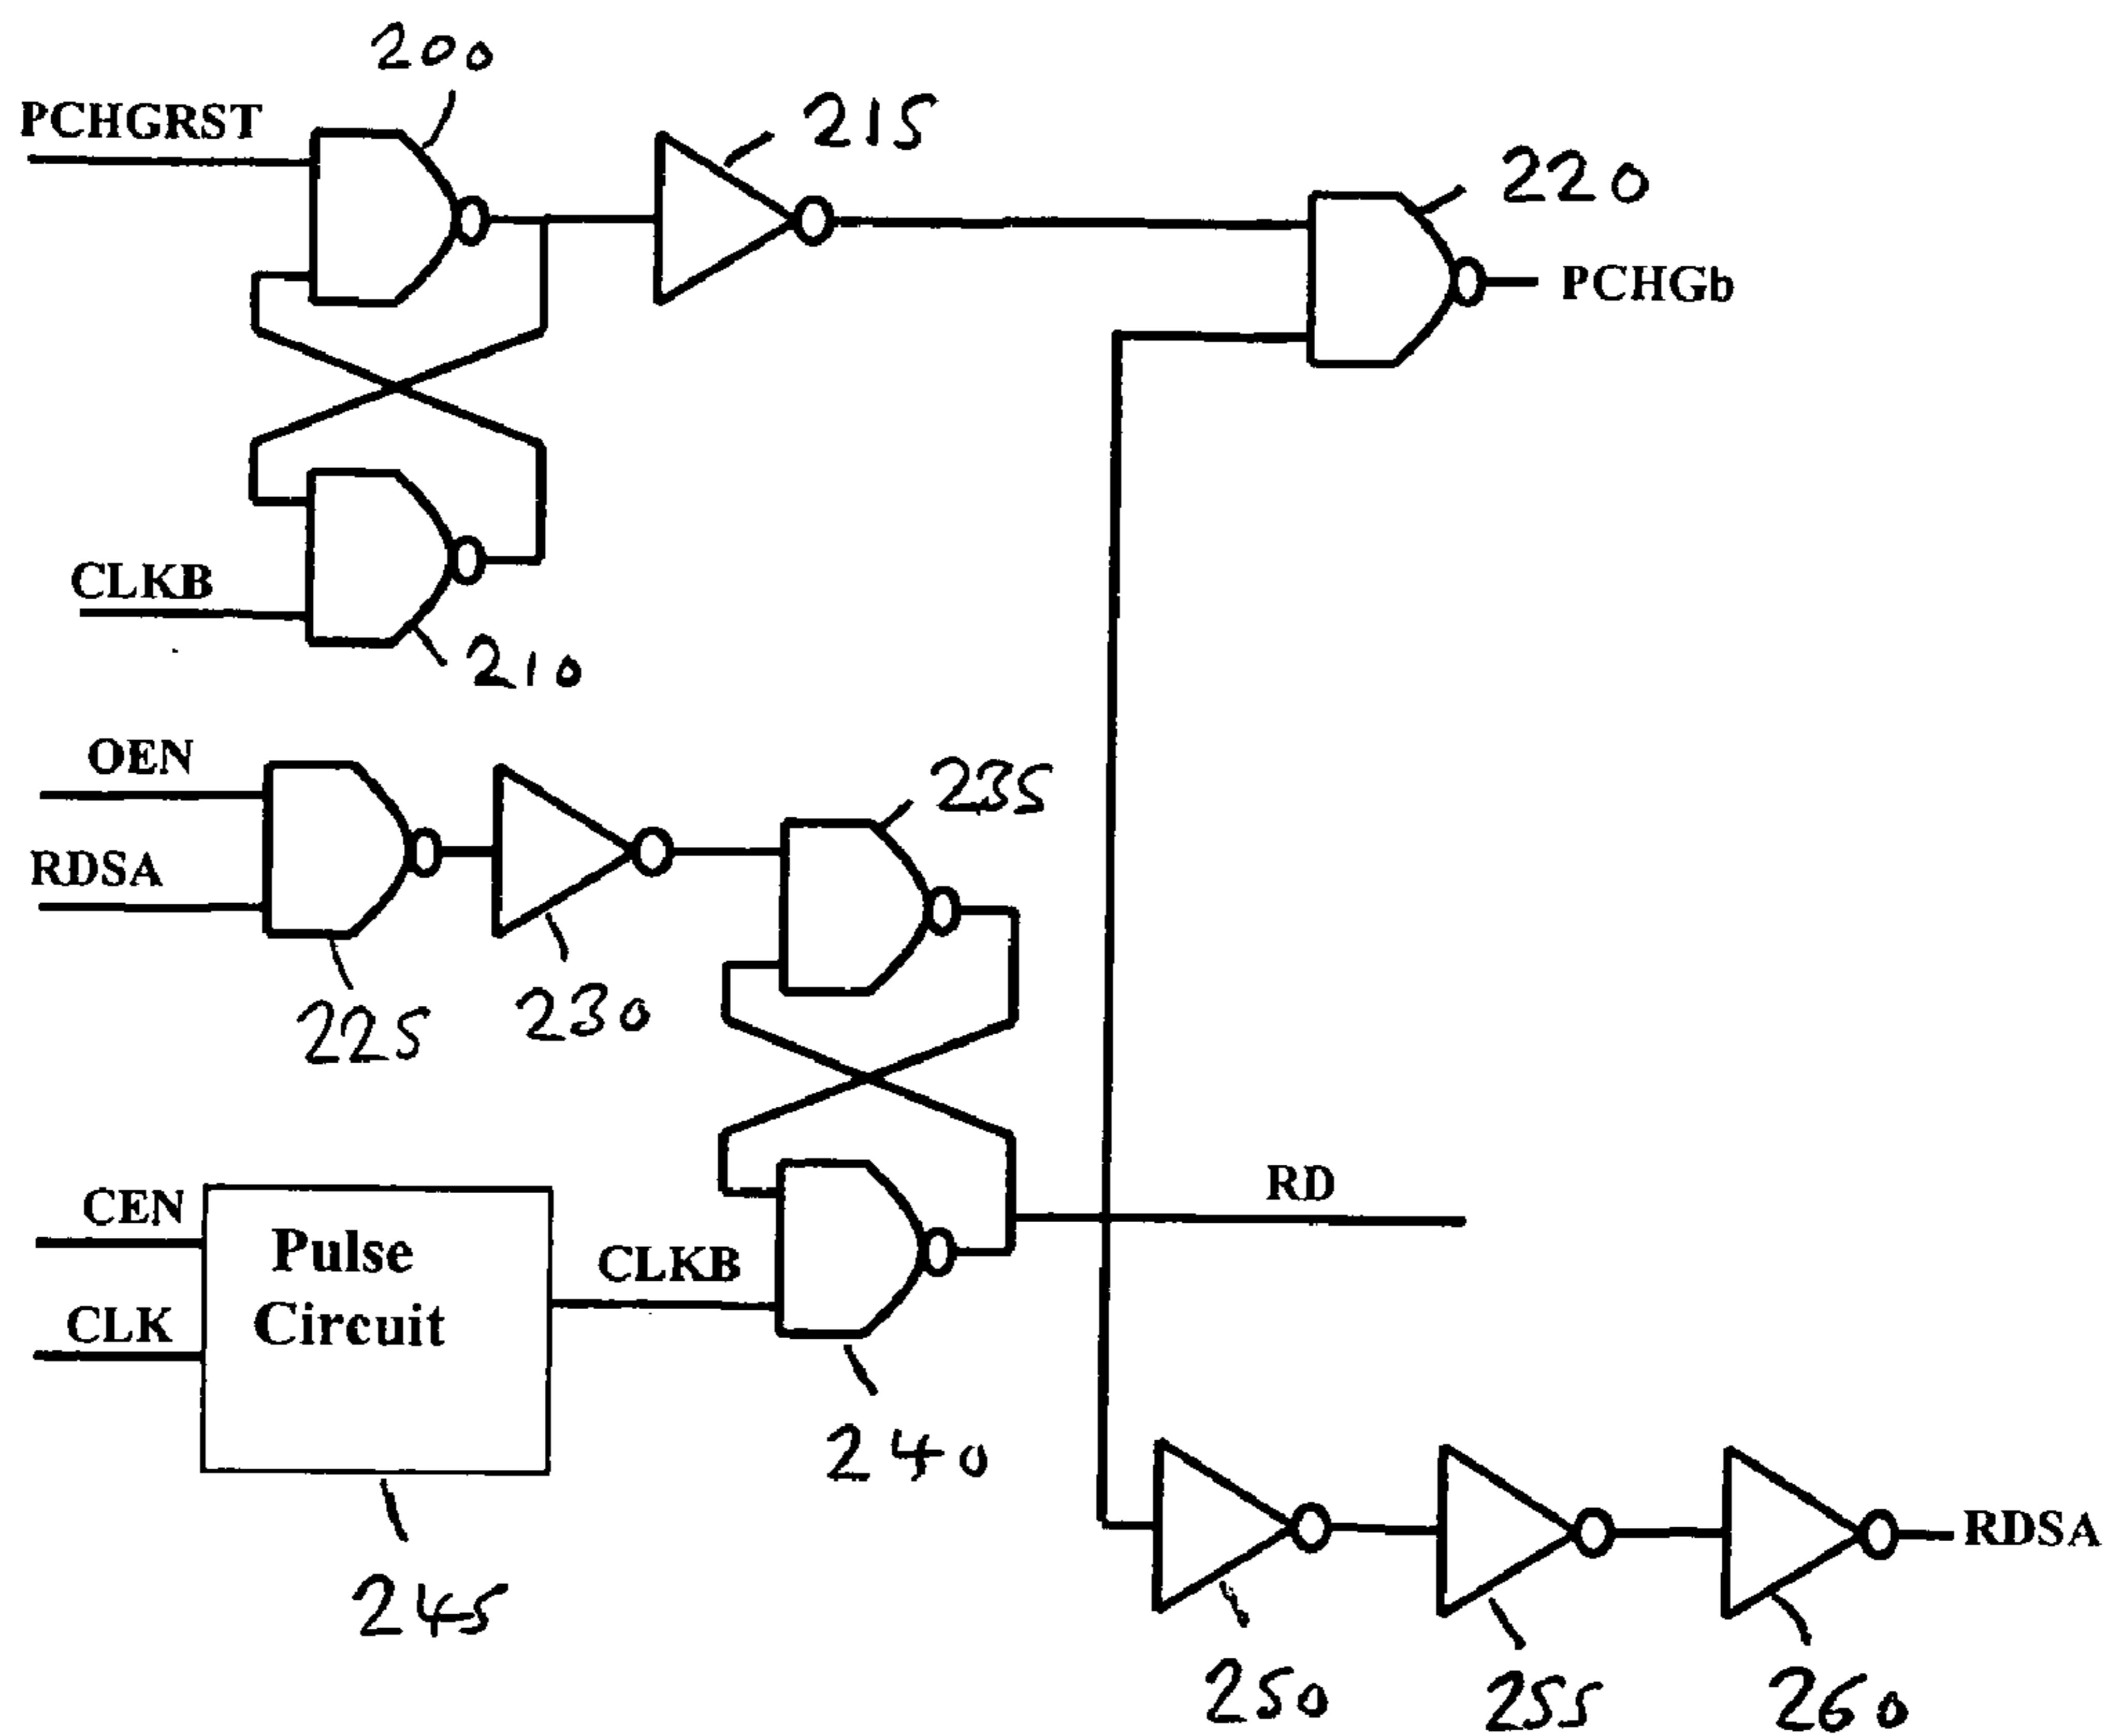 200
PCHGRST
215
220
PCHGb
CLKB
210
OEN
235
RDSA
225
230
CEN
Pulse
Circuit
CLK
CLKB
RD
240
245
RDSA
250
255
260